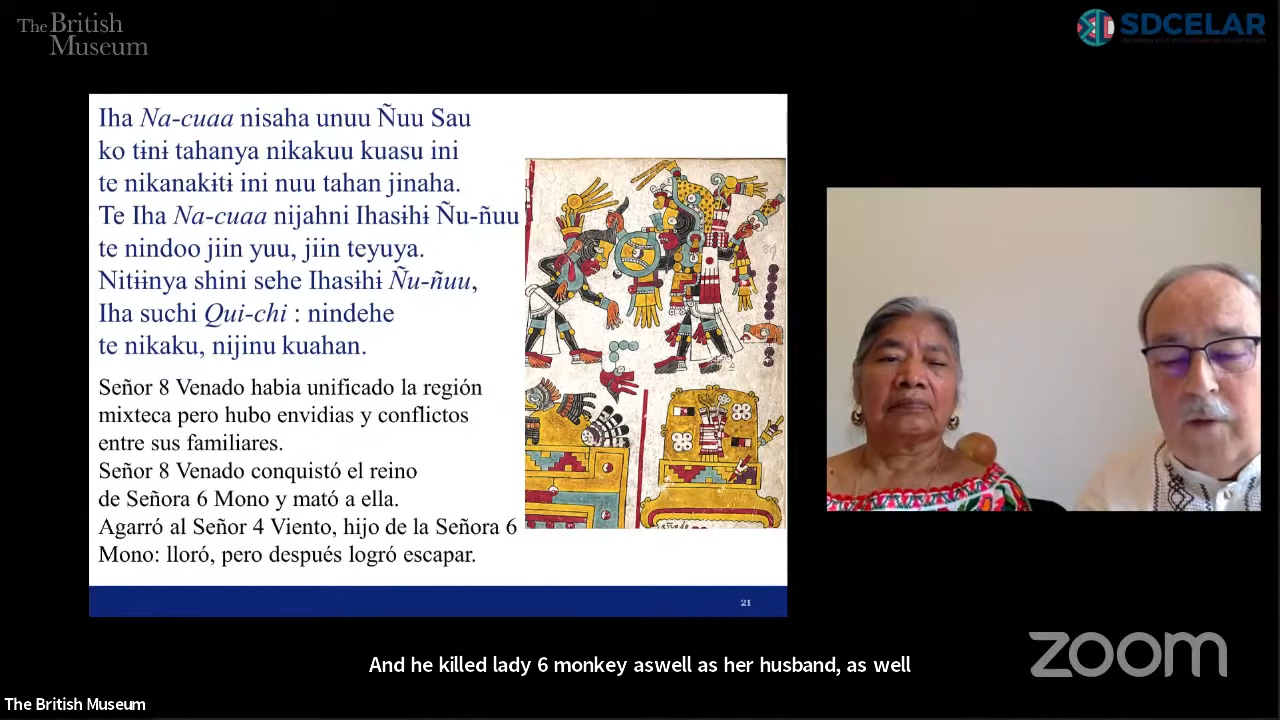 The British
Museum
SDCELAR
Iha Na-cuaa nisaha unuu Ñuu Sau
ko tɨni tahanya nikakuu kuasu ini
te nikanakɨtɨ ini nuu tahan jinaha.
Te Iha Na-cuaa nijahni Ihasɨhɨ Ñu-ñuu
te nindoo jiin yuu, jiin teyuya.
Nitɨɨnya shini sehe Ihasɨhɨ Ñu-ñuu,
Iha suchi Qui-chi : nindehe
te nikaku, nijinu kuahan.
Señor 8 Venado habia unificado la región
mixteca pero hubo envidias y conflictos
entre sus familiares.
Señor 8 Venado conquistó el reino
de Señora 6 Mono y mató a ella.
Agarró al Señor 4 Viento, hijo de la Señora 6
Mono: lloró, pero después logró escapar.
21
zoom
And he killed lady 6 monkey aswell as her husband, as well
The British Museum